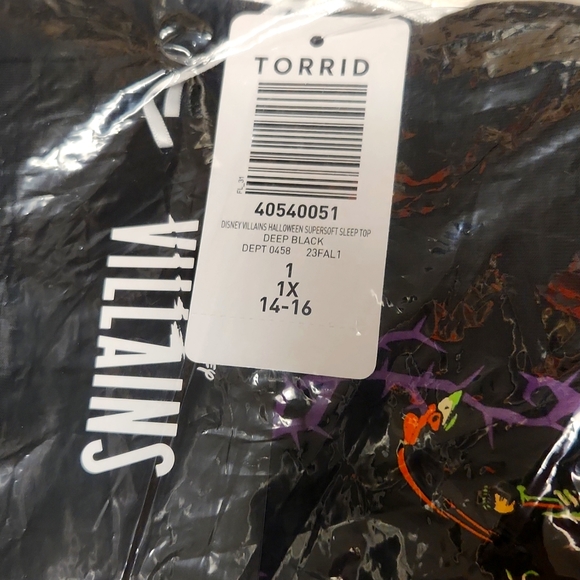 TORRID
40540051
DISNEY VILLAINS HALLOWEEN SUPERSOFT SLEEP TOP
DEEP BLACK
DEPT 0458 23FAL1
1
1X
14-16
VILLAINS